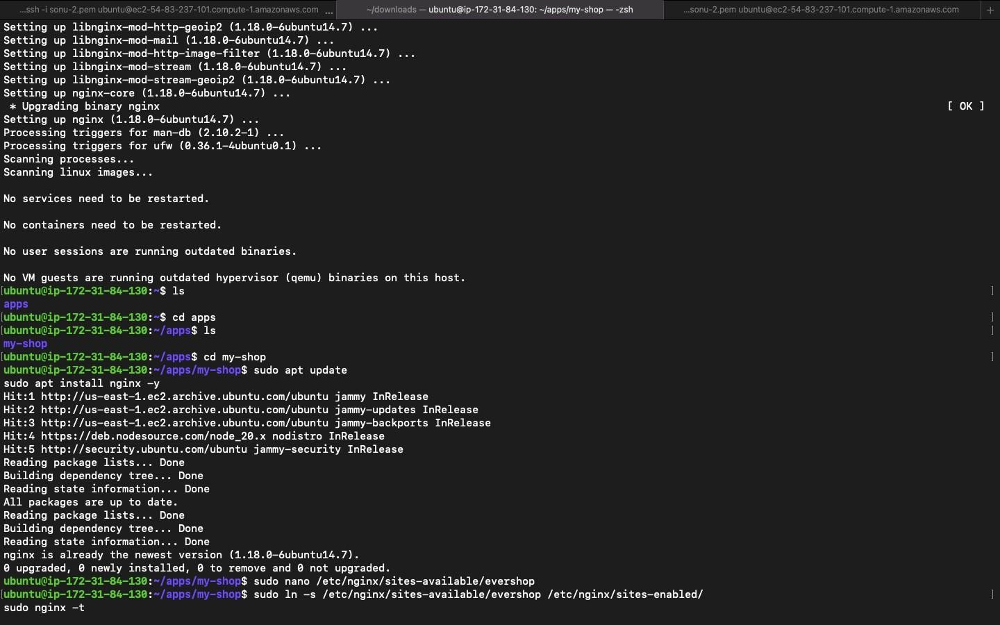 ...ssh -i sonu-2.pem ubuntu@ec2-54-83-237-101.compute-1.amazonaws.com ... ~/downloads — ubuntu@ip-172-31-84-130: ~/apps/my-shop — -zsh ...sonu-2.pem ubuntu@ec2-54-83-237-101.compute-1.amazonaws.com +
Setting up libnginx-mod-http-geoip2 (1.18.0-6ubuntu14.7) ...
Setting up libnginx-mod-mail (1.18.0-6ubuntu14.7) ...
Setting up libnginx-mod-http-image-filter (1.18.0-6ubuntu14.7) ...
Setting up libnginx-mod-stream (1.18.0-6ubuntu14.7) ...
Setting up libnginx-mod-stream-geoip2 (1.18.0-6ubuntu14.7) ...
Setting up nginx-core (1.18.0-6ubuntu14.7) ...
 * Upgrading binary nginx [ OK ]
Setting up nginx (1.18.0-6ubuntu14.7) ...
Processing triggers for man-db (2.10.2-1) ...
Processing triggers for ufw (0.36.1-4ubuntu0.1) ...
Scanning processes...
Scanning linux images...
No services need to be restarted.
No containers need to be restarted.
No user sessions are running outdated binaries.
No VM guests are running outdated hypervisor (qemu) binaries on this host.
[ubuntu@ip-172-31-84-130:~$ ls ]
apps
[ubuntu@ip-172-31-84-130:~$ cd apps ]
[ubuntu@ip-172-31-84-130:~/apps$ ls ]
my-shop
[ubuntu@ip-172-31-84-130:~/apps$ cd my-shop ]
ubuntu@ip-172-31-84-130:~/apps/my-shop$ sudo apt update
sudo apt install nginx -y
Hit:1 http://us-east-1.ec2.archive.ubuntu.com/ubuntu jammy InRelease
Hit:2 http://us-east-1.ec2.archive.ubuntu.com/ubuntu jammy-updates InRelease
Hit:3 http://us-east-1.ec2.archive.ubuntu.com/ubuntu jammy-backports InRelease
Hit:4 https://deb.nodesource.com/node_20.x nodistro InRelease
Hit:5 http://security.ubuntu.com/ubuntu jammy-security InRelease
Reading package lists... Done
Building dependency tree... Done
Reading state information... Done
All packages are up to date.
Reading package lists... Done
Building dependency tree... Done
Reading state information... Done
nginx is already the newest version (1.18.0-6ubuntu14.7).
0 upgraded, 0 newly installed, 0 to remove and 0 not upgraded.
ubuntu@ip-172-31-84-130:~/apps/my-shop$ sudo nano /etc/nginx/sites-available/evershop
[ubuntu@ip-172-31-84-130:~/apps/my-shop$ sudo ln -s /etc/nginx/sites-available/evershop /etc/nginx/sites-enabled/ ]
sudo nginx -t